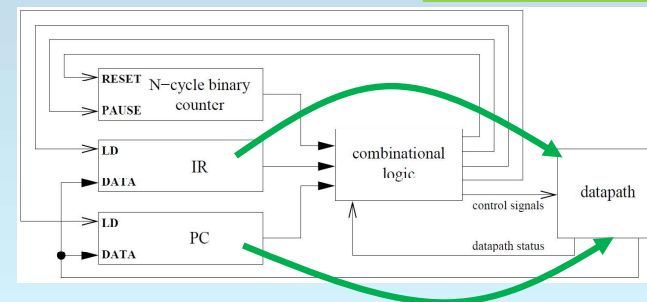 RESET
N−cycle binary
counter
PAUSE
LD
IR
DATA
combinational
logic
control signals
datapath
datapath status
LD
PC
DATA